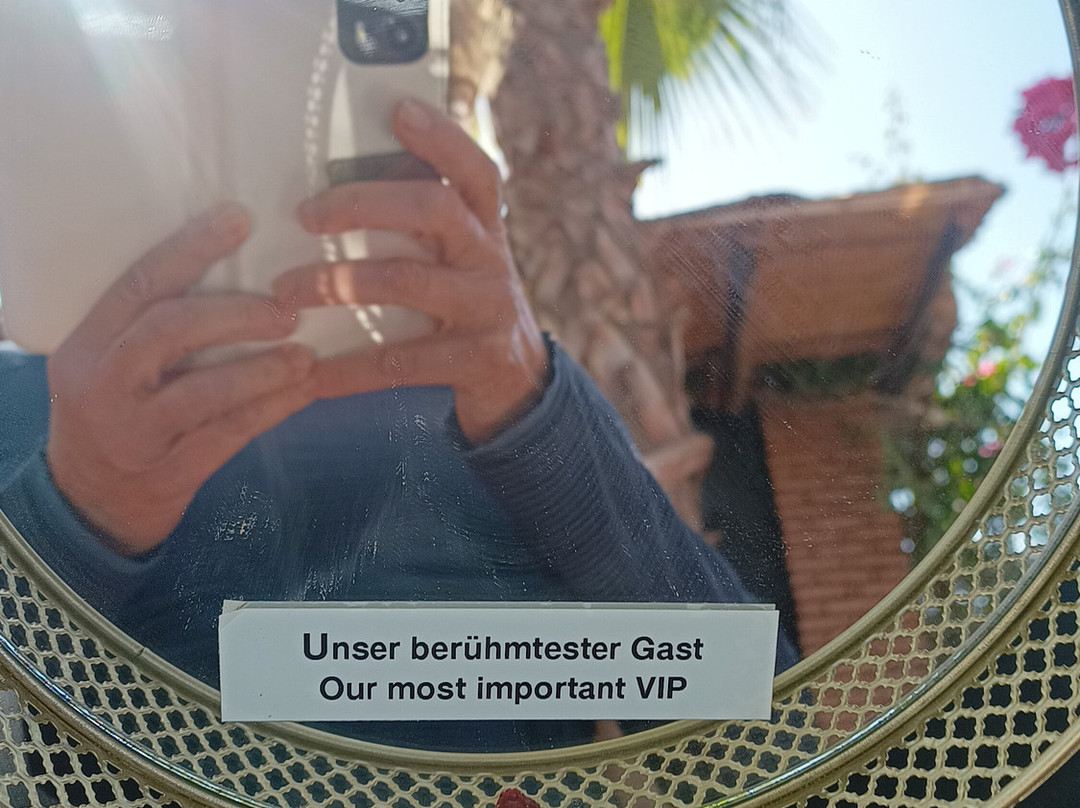 Unser berühmtester Gast
Our most important VIP